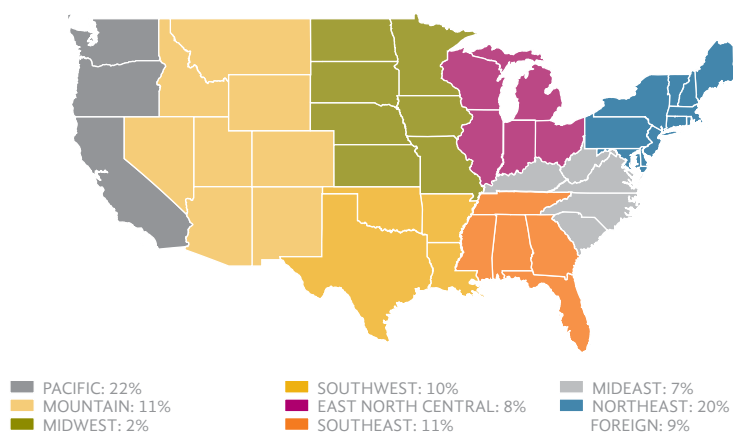 PACIFIC: 22%
MOUNTAIN: 11%
MIDWEST: 2%
SOUTHWEST: 10%
EAST NORTH CENTRAL: 8%
SOUTHEAST: 11%
MIDEAST: 7%
NORTHEAST: 20%
FOREIGN: 9%